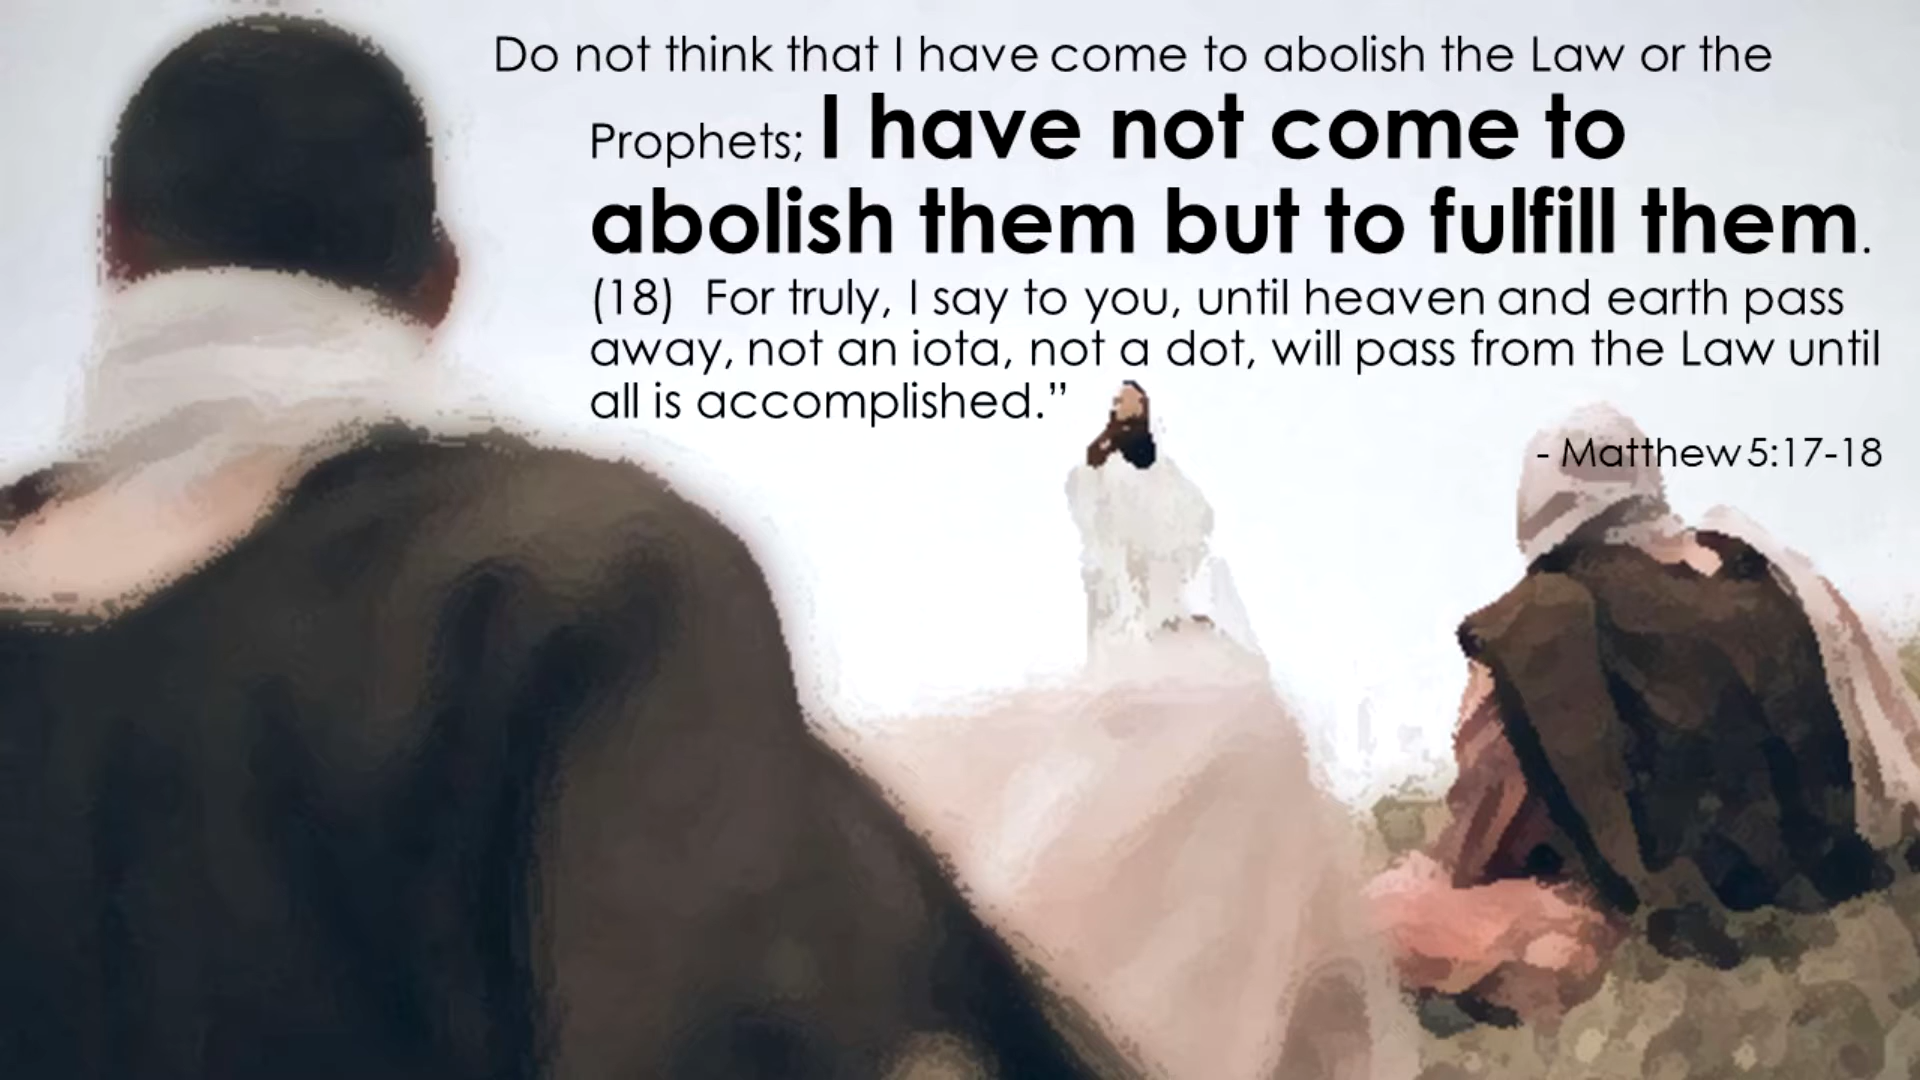 Do not think that I have come to abolish the Law or the
Prophets; I have not come to
abolish them but to fulfill them.
(18) For truly, I say to you, until heaven and earth pass
away, not an iota, not a dot, will pass from the Law until
all is accomplished.”
- Matthew 5:17-18